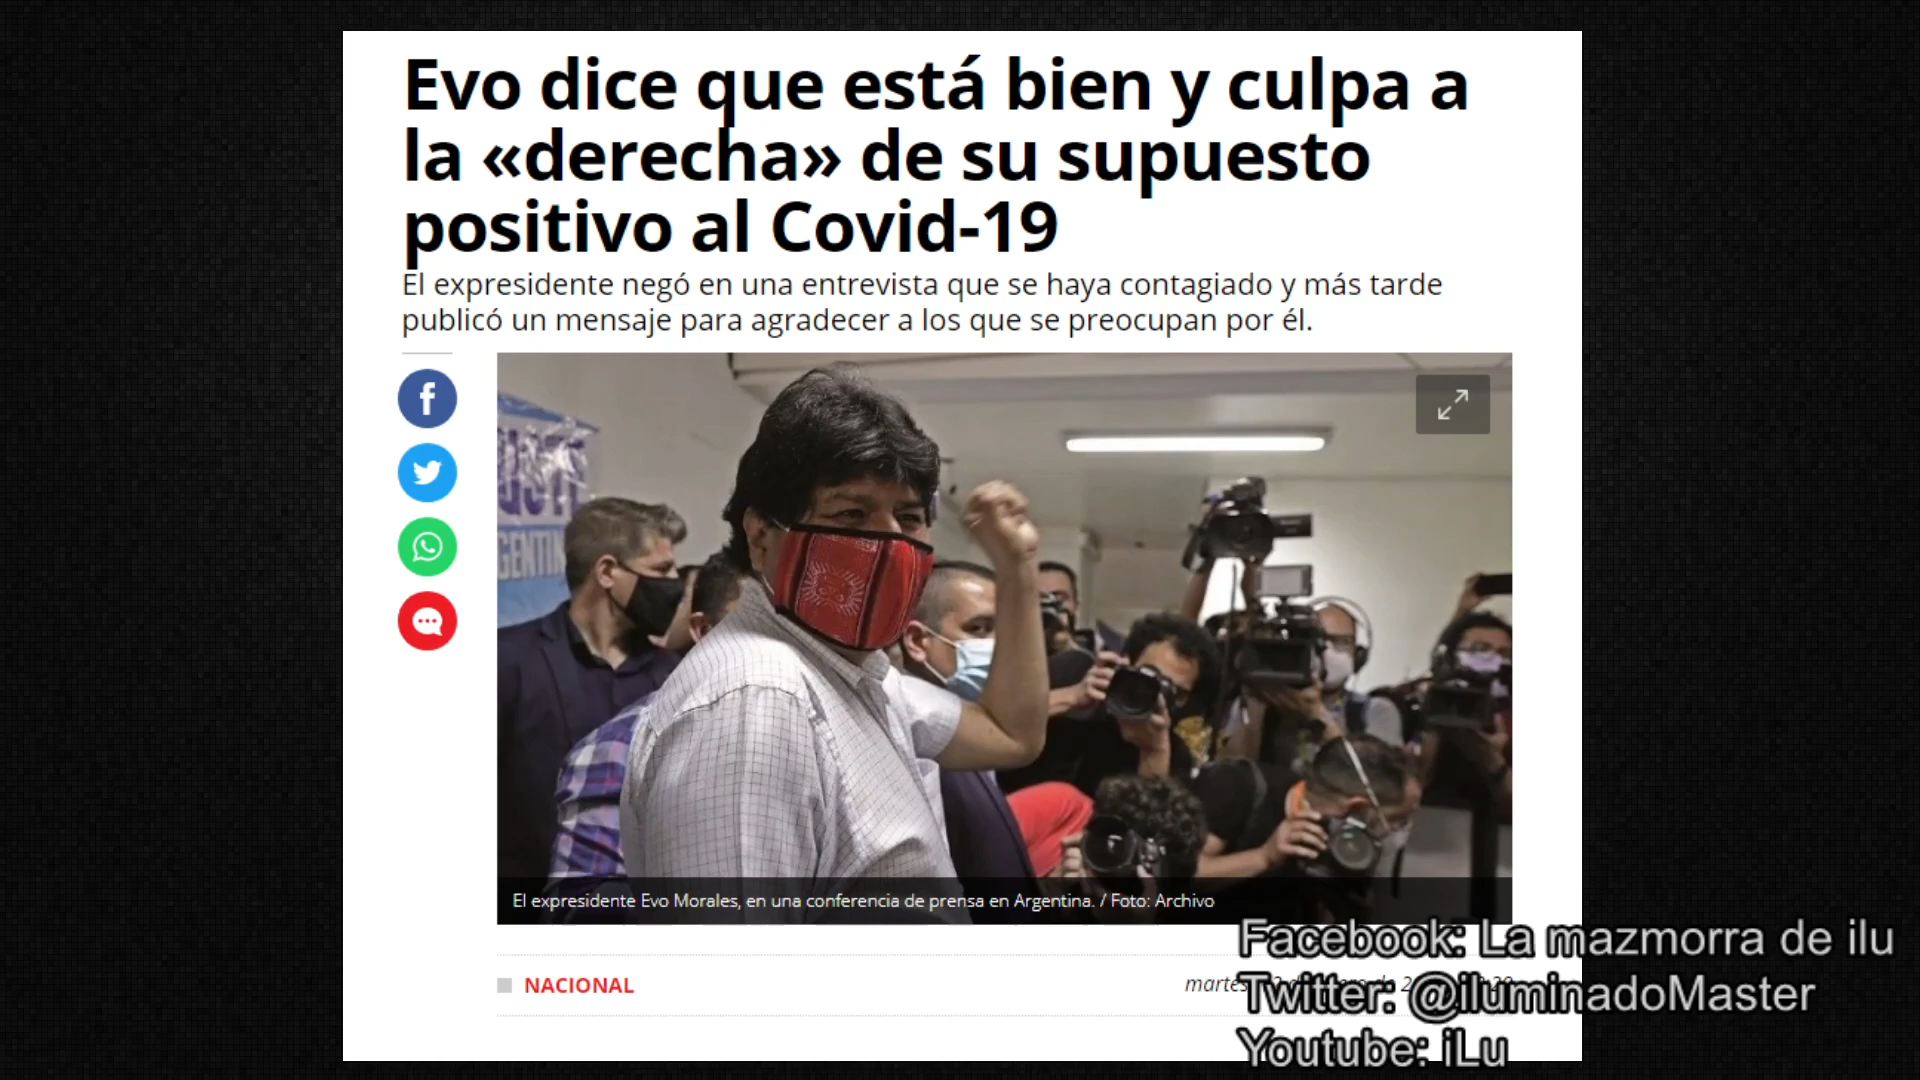 Evo dice que está bien y culpa a
la «derecha» de su supuesto
positivo al Covid-19
El expresidente negó en una entrevista que se haya contagiado y más tarde
publicó un mensaje para agradecer a los que se preocupan por él.
El expresidente Evo Morales, en una conferencia de prensa en Argentina. / Foto: Archivo
NACIONAL
martes
Facebook: La mazmorra de ilu
Twitter: @iluminadoMaster
Youtube: iLu